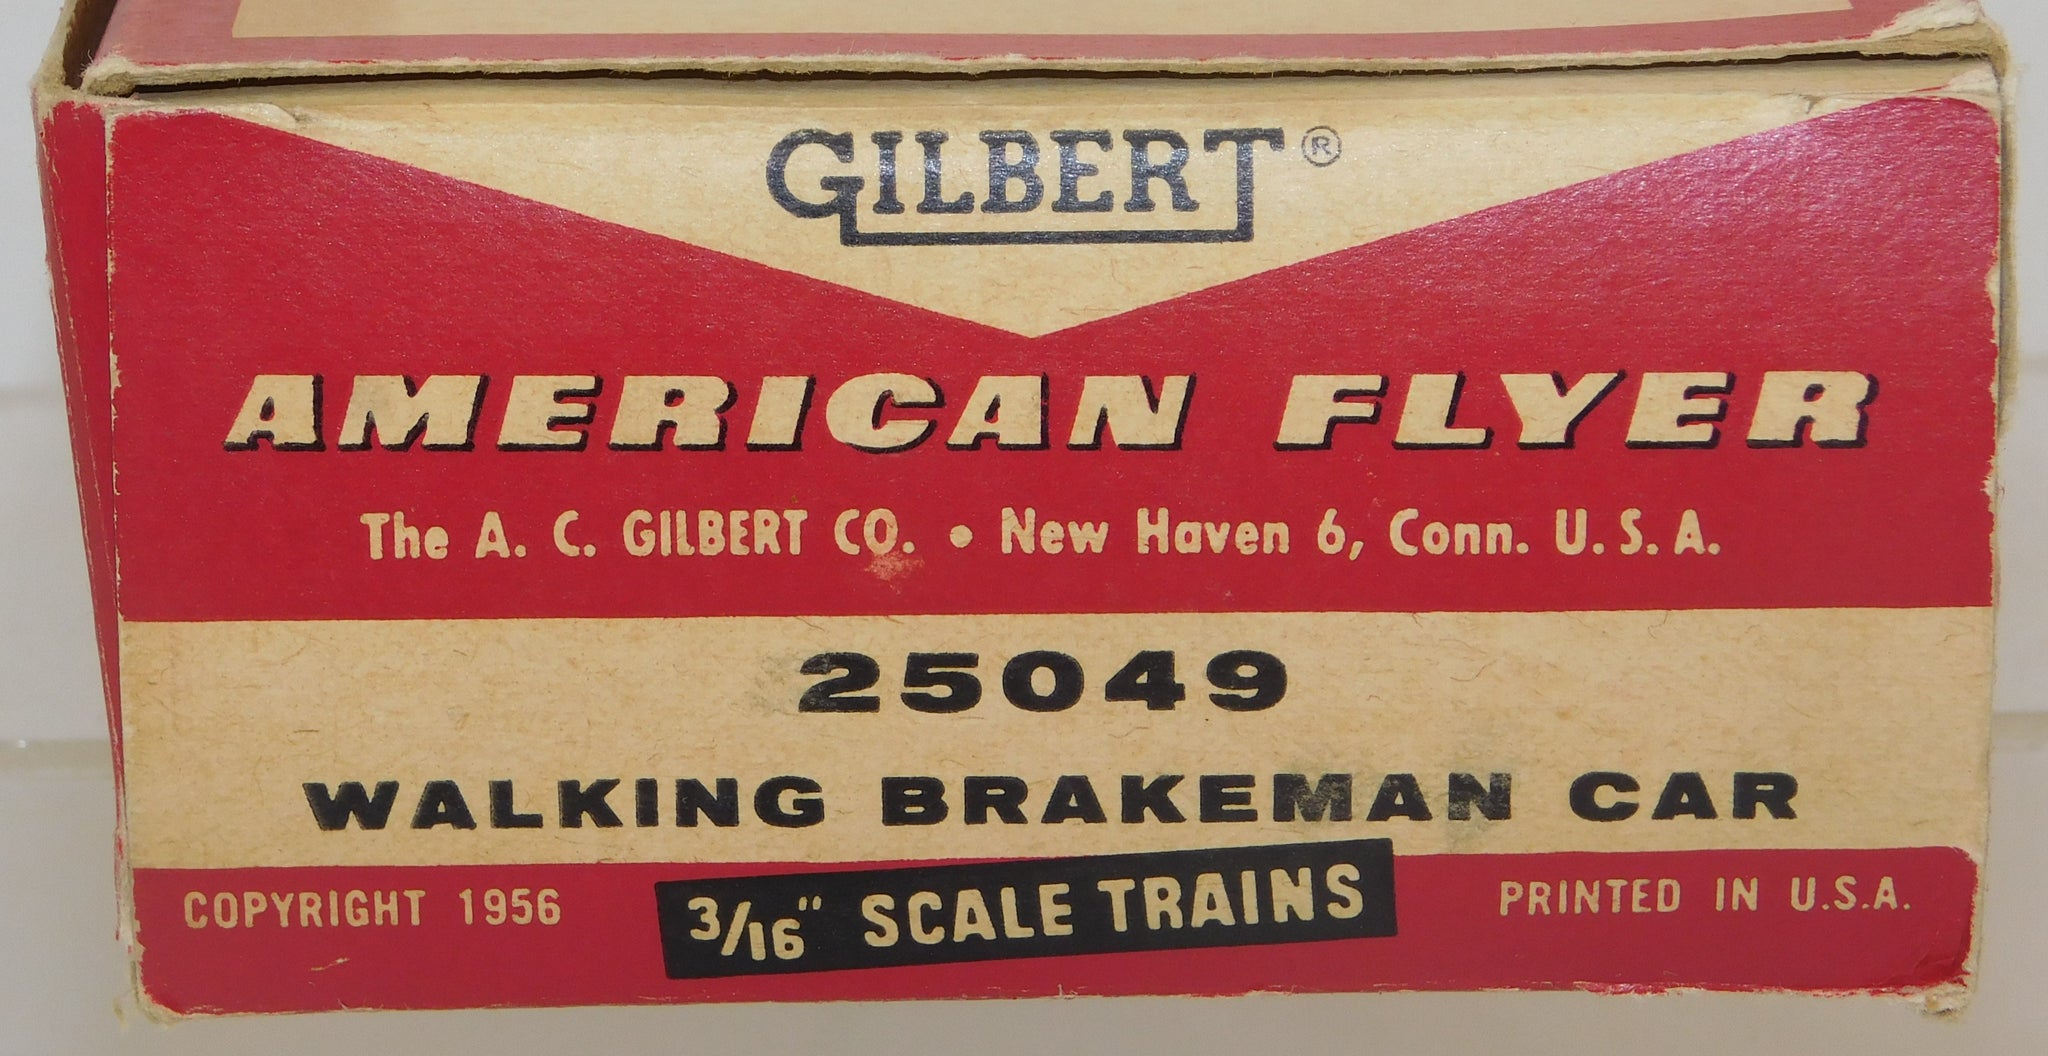 GILBERT®
AMERICAN FLYER
The A. C. GILBERT CO. • New Haven 6, Conn. U. S. A.
25049
WALKING BRAKEMAN CAR
COPYRIGHT 1956
3/16" SCALE TRAINS
PRINTED IN U.S.A.